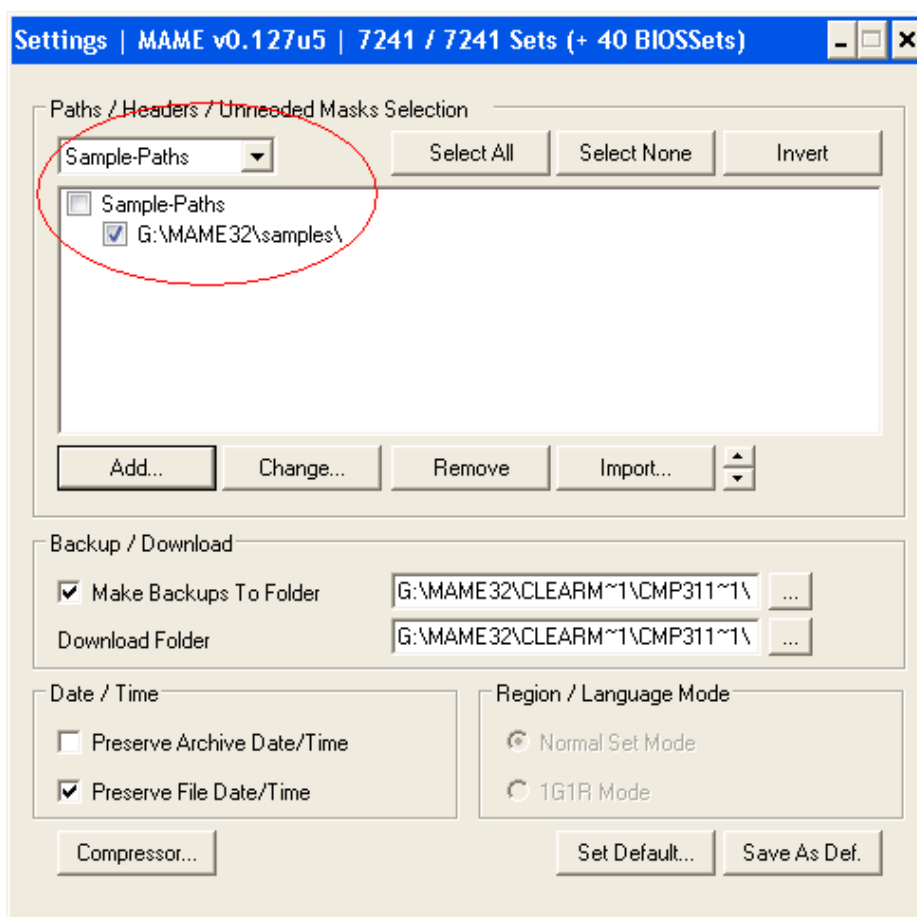 Settings | MAME v0.127u5 | 7241 / 7241 Sets (+ 40 BIOSSets)
Paths / Headers / Unneeded Masks Selection
Sample-Paths
Select All
Select None
Invert
Sample-Paths
G:\MAME32\samples\
Add...
Change...
Remove
Import...
Backup / Download
Make Backups To Folder
G:\MAME32\CLEARM~1\CMP311~1\
...
Download Folder
G:\MAME32\CLEARM~1\CMP311~1\
...
Date / Time
Region / Language Mode
Preserve Archive Date/Time
Normal Set Mode
Preserve File Date/Time
1G1R Mode
Compressor...
Set Default...
Save As Def.